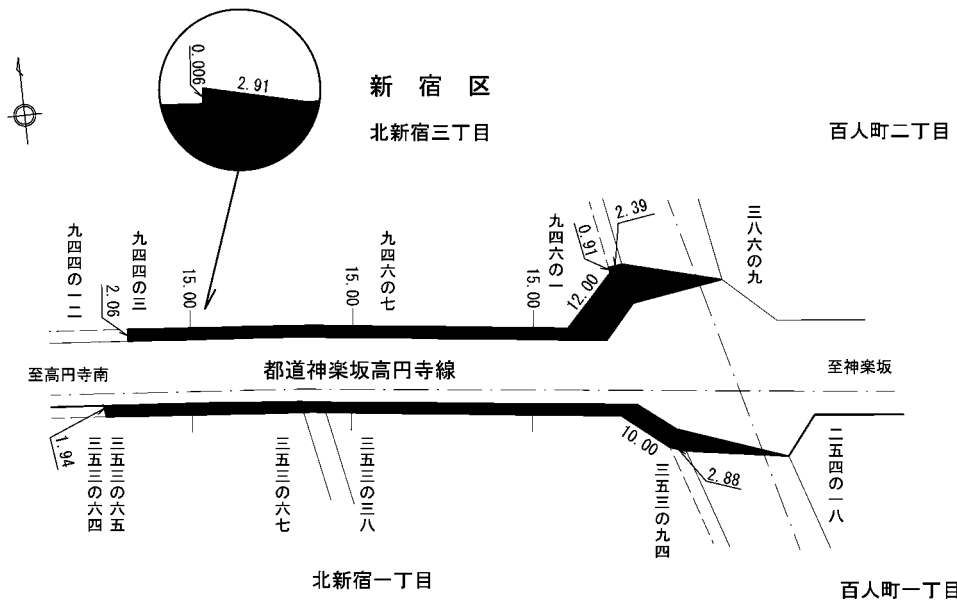 0.006
2.91
新宿区
北新宿三丁目
百人町二丁目
九四四の一二
九四四の三
2.06
15.00
九四六の七
15.00
15.00
九四六の一
0.91
2.39
12.00
三八六の九
至高円寺南
都道神楽坂高円寺線
至神楽坂
1.94
三五三の六四
三五三の六五
三五三の六七
三五三の三八
10.00
三五三の九四
2.88
二五四の一八
北新宿一丁目
百人町一丁目